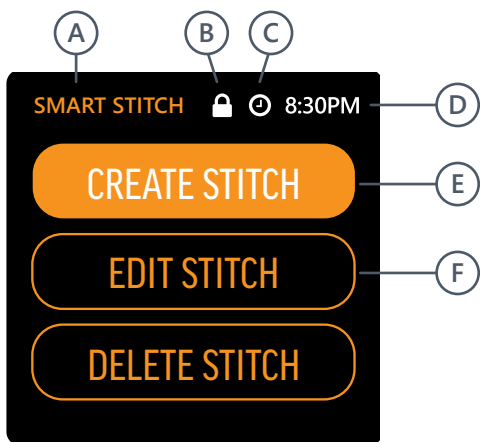 A B C
SMART STITCH 8:30PM D
CREATE STITCH E
EDIT STITCH F
DELETE STITCH